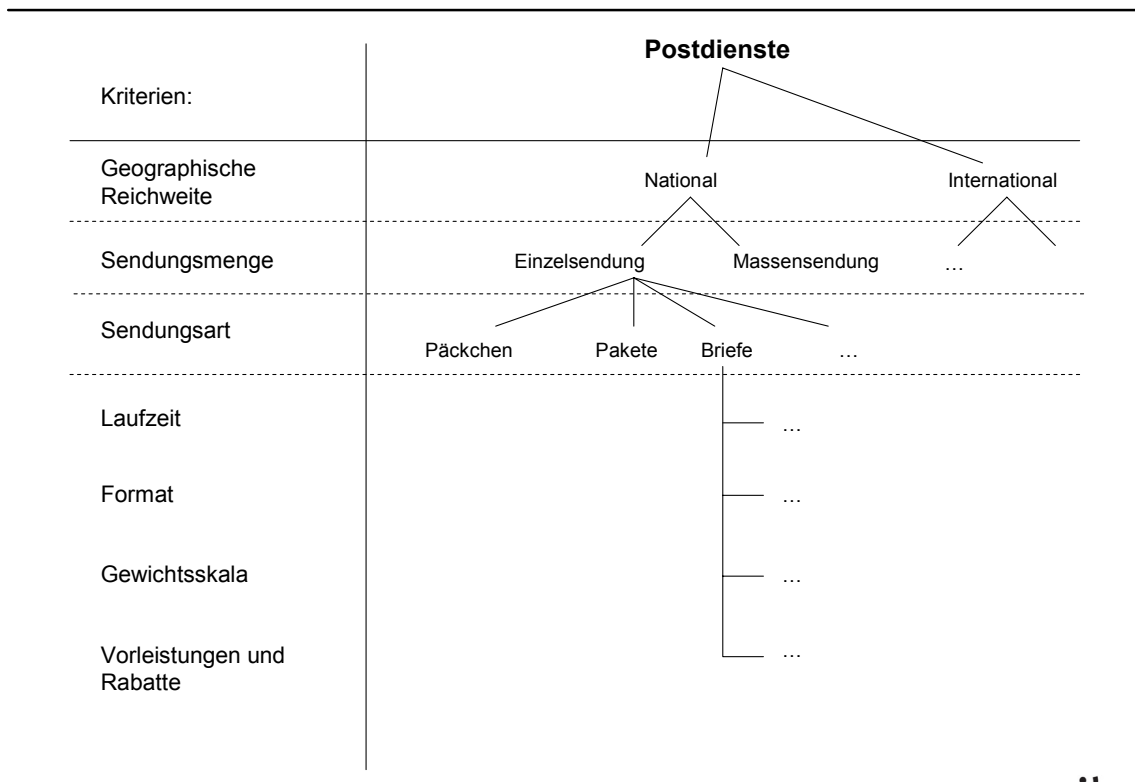 Postdienste
Kriterien:
Geographische
Reichweite
National
International
Sendungsmenge
Einzelsendung
Massensendung
…
Sendungsart
Päckchen
Pakete
Briefe
…
Laufzeit
…
Format
…
Gewichtsskala
…
Vorleistungen und
Rabatte
…